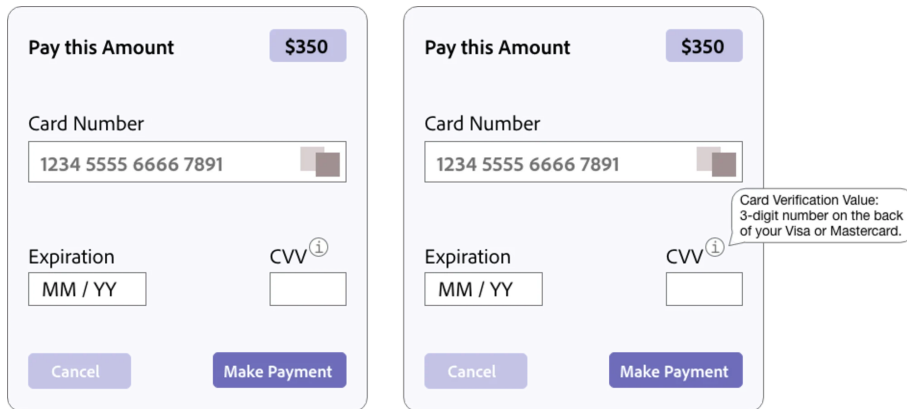 Pay this Amount $350
Card Number
1234 5555 6666 7891
Expiration CVV i
MM / YY
Cancel Make Payment
Pay this Amount $350
Card Number
1234 5555 6666 7891
Card Verification Value:
3-digit number on the back
of your Visa or Mastercard.
Expiration CVV i
MM / YY
Cancel Make Payment